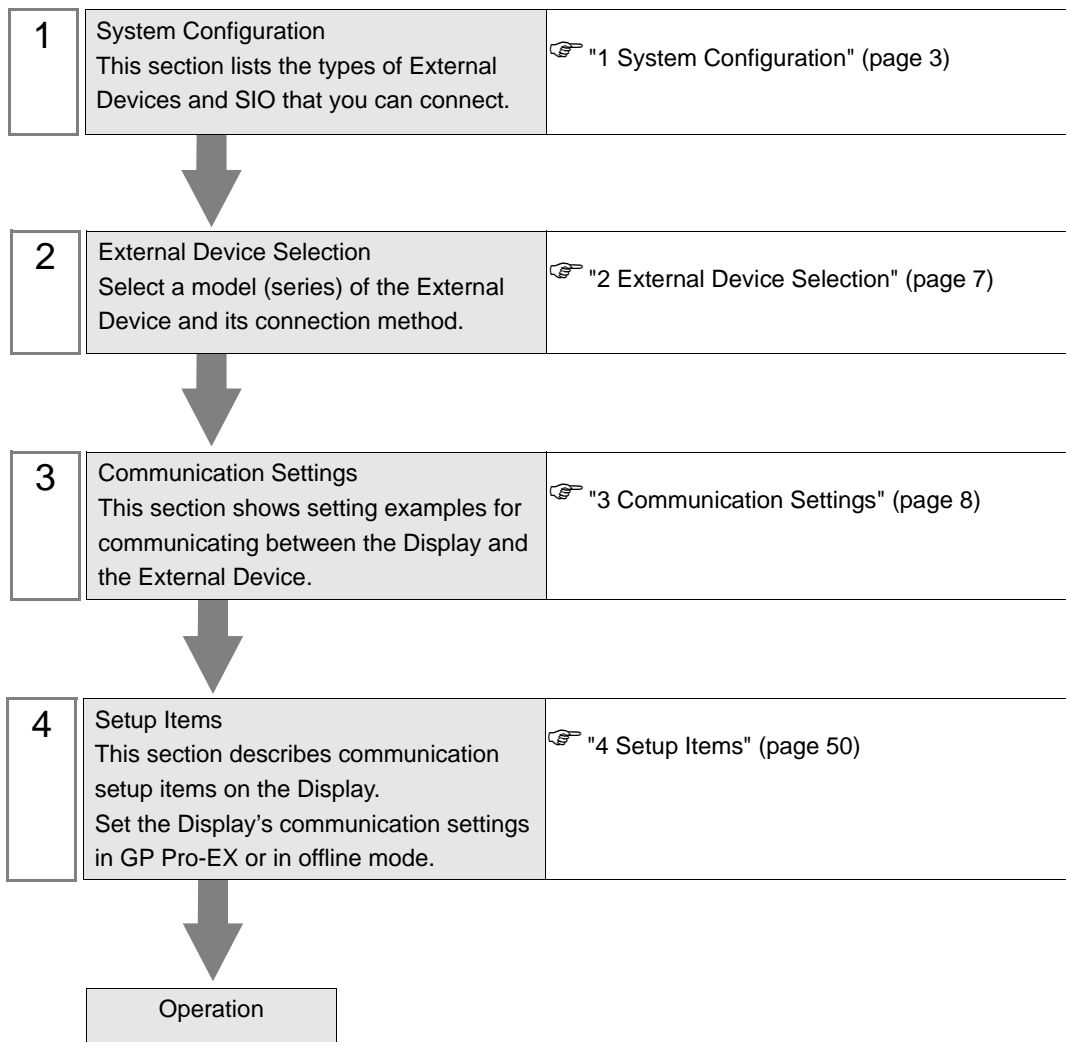 1
System Configuration
This section lists the types of External
Devices and SIO that you can connect.
"1 System Configuration" (page 3)
2
External Device Selection
Select a model (series) of the External
Device and its connection method.
"2 External Device Selection" (page 7)
3
Communication Settings
This section shows setting examples for
communicating between the Display and
the External Device.
"3 Communication Settings" (page 8)
4
Setup Items
This section describes communication
setup items on the Display.
Set the Display’s communication settings
in GP Pro-EX or in offline mode.
"4 Setup Items" (page 50)
Operation